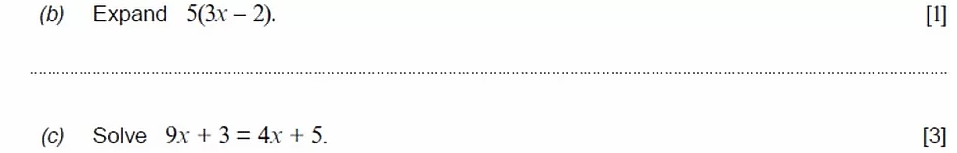 (b) Expand 5(3x – 2). [1]
(c) Solve 9x + 3 = 4x + 5. [3]